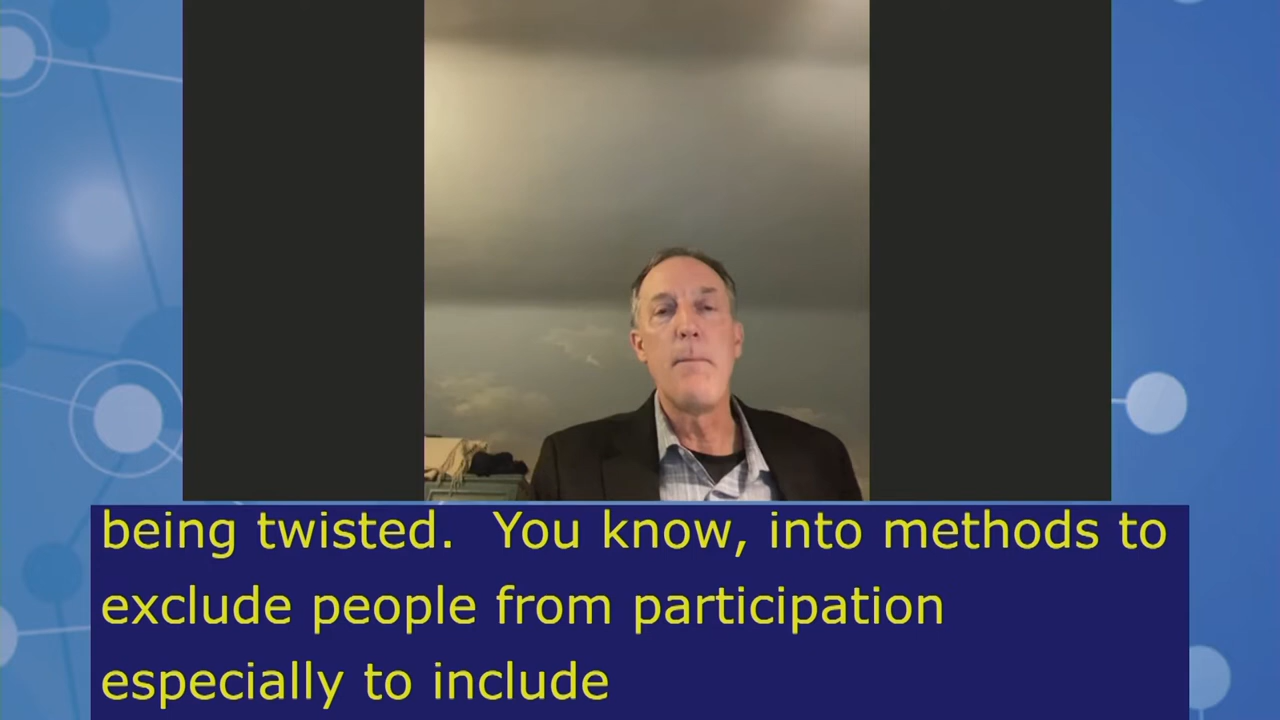 being twisted.  You know, into methods to
exclude people from participation
especially to include